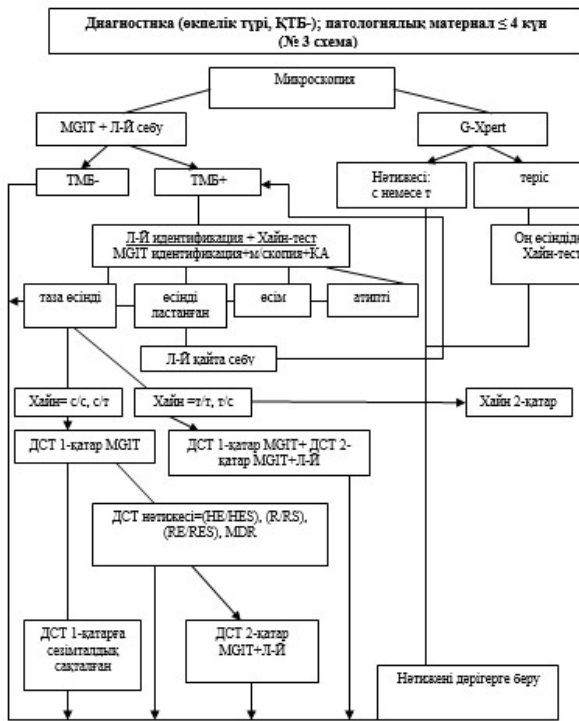 Диагностика (өкпелік түрі, ҚТБ-); патологнялық материал ≤ 4 күн
(№ 3 схема)
Микроскопия
MGIT + Л-Й себу
G-Xpert
ТМБ-
ТМБ+
Нәтижесі:
с немесе т
теріс
Л-Й идентификация + Хайн-тест
MGIT идентификация+м/скопия+КА
Оң өсіндіде
Хайн-тест
таза өсінді
өсінді
ластанған
өсім
атипті
Л-Й қайта себу
Хайн= с/с, с/т
Хайн =т/т, т/с
Хайн 2-қатар
ДСТ 1-қатар MGIT
ДСТ 1-қатар MGIT+ ДСТ 2-
қатар MGIT+Л-Й
ДСТ нәтижесі=(HE/HES), (R/RS),
(RE/RES), MDR
ДСТ 1-қатарға
сезімталдық
сақталған
ДСТ 2-қатар
MGIT+Л-Й
Нәтижені дәрігерге беру